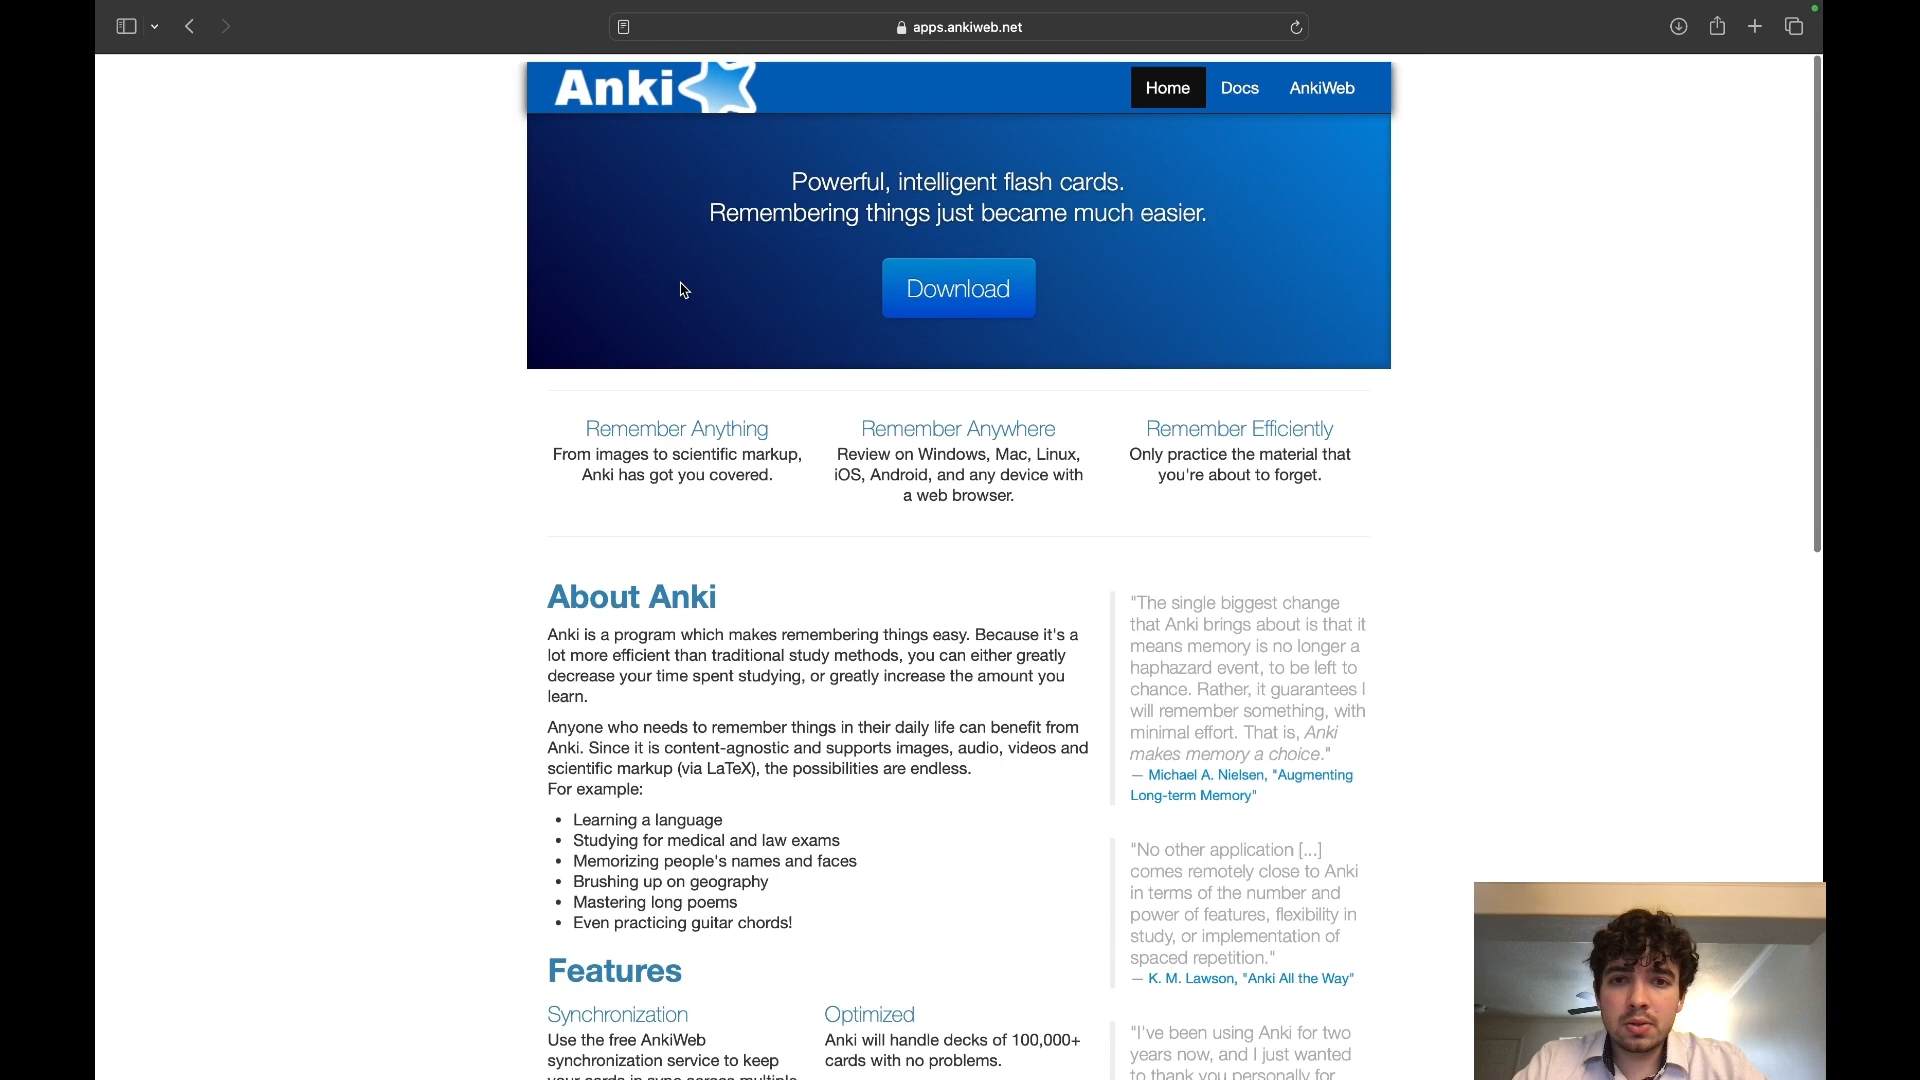 apps.ankiweb.net
Anki
Home Docs AnkiWeb
Powerful, intelligent flash cards.
Remembering things just became much easier.
Download
Remember Anything
From images to scientific markup,
Anki has got you covered.
Remember Anywhere
Review on Windows, Mac, Linux,
iOS, Android, and any device with
a web browser.
Remember Efficiently
Only practice the material that
you're about to forget.
About Anki
Anki is a program which makes remembering things easy. Because it's a
lot more efficient than traditional study methods, you can either greatly
decrease your time spent studying, or greatly increase the amount you
learn.
Anyone who needs to remember things in their daily life can benefit from
Anki. Since it is content-agnostic and supports images, audio, videos and
scientific markup (via LaTeX), the possibilities are endless.
For example:
• Learning a language
• Studying for medical and law exams
• Memorizing people's names and faces
• Brushing up on geography
• Mastering long poems
• Even practicing guitar chords!
Features
Synchronization
Use the free AnkiWeb
synchronization service to keep
your cards in sync across multiple
Optimized
Anki will handle decks of 100,000+
cards with no problems.
"The single biggest change
that Anki brings about is that it
means memory is no longer a
haphazard event, to be left to
chance. Rather, it guarantees I
will remember something, with
minimal effort. That is, Anki
makes memory a choice."
— Michael A. Nielsen, "Augmenting
Long-term Memory"
"No other application [...]
comes remotely close to Anki
in terms of the number and
power of features, flexibility in
study, or implementation of
spaced repetition."
— K. M. Lawson, "Anki All the Way"
"I've been using Anki for two
years now, and I just wanted
to thank you personally for